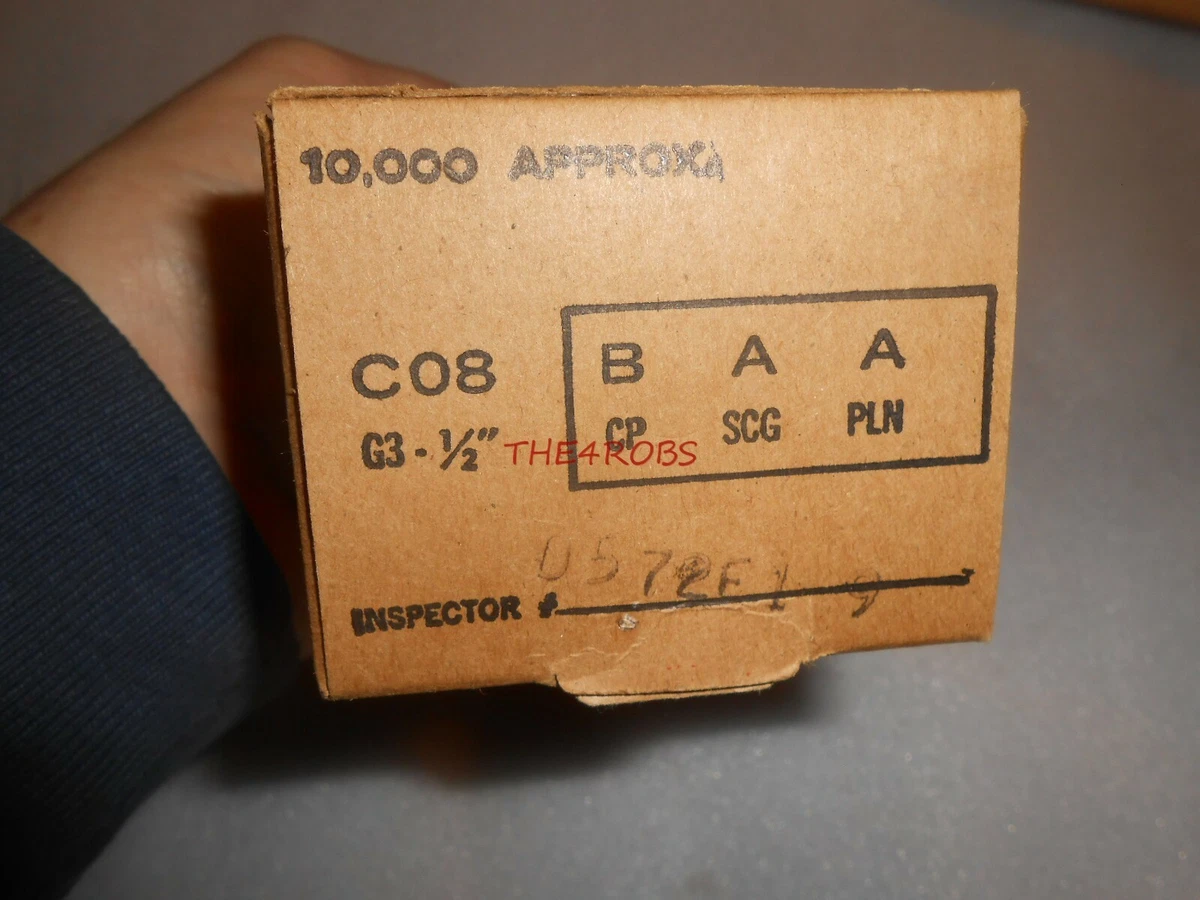 10,000 APPROX.
C08
B A A
G3 - ½"
CP SCG PLN
THE4ROBS
INSPECTOR #